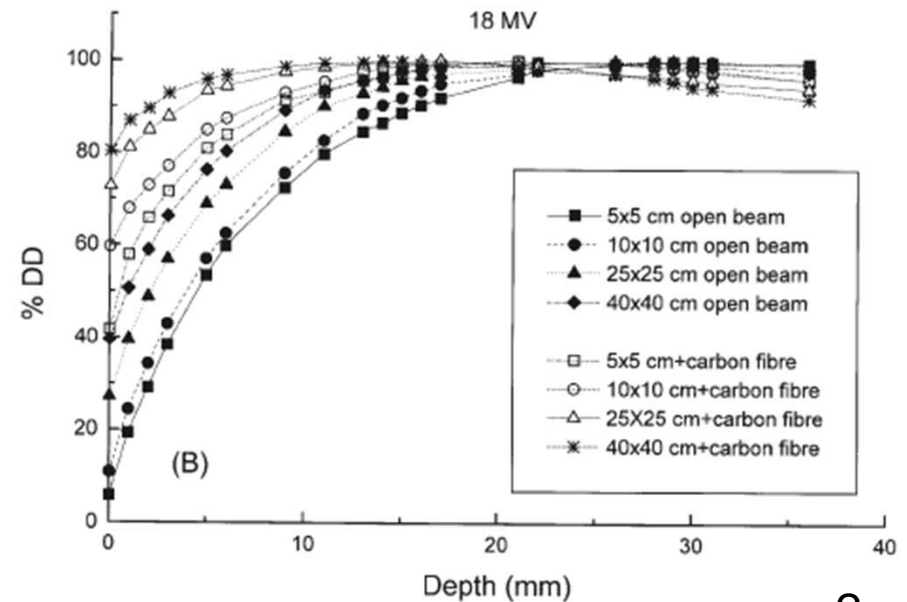 18 MV
100
80
60
40
20
0
% DD
(B)
5x5 cm open beam
10x10 cm open beam
25x25 cm open beam
40x40 cm open beam
5x5 cm+carbon fibre
10x10 cm+carbon fibre
25X25 cm+carbon fibre
40x40 cm+carbon fibre
0 10 20 30 40
Depth (mm)